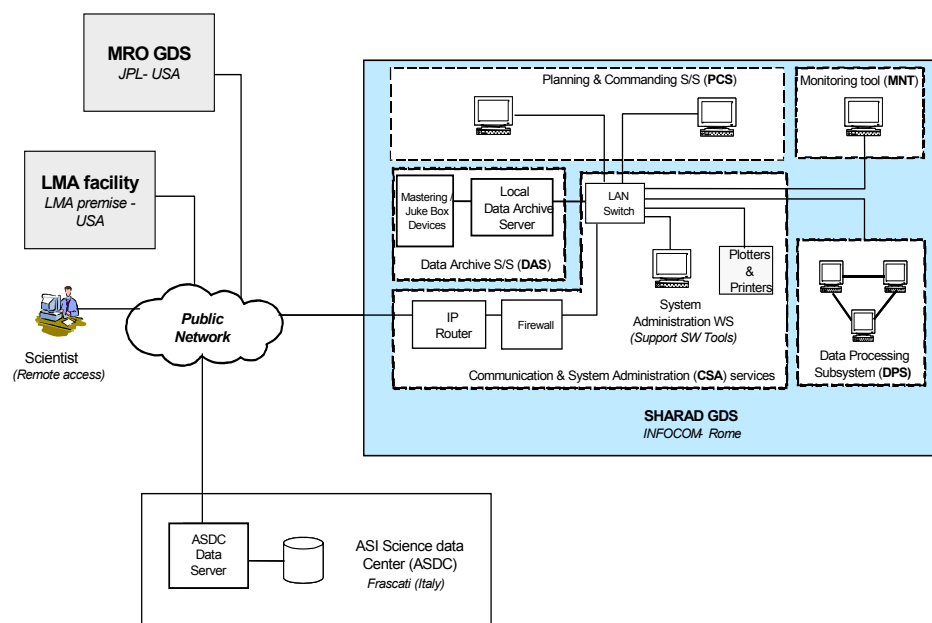 MRO GDS
JPL- USA
LMA facility
LMA premise -
USA
Scientist
(Remote access)
Public
Network
Planning & Commanding S/S (PCS)
Monitoring tool (MNT)
Mastering /
Juke Box
Devices
Local
Data Archive
Server
Data Archive S/S (DAS)
LAN
Switch
IP
Router
Firewall
System
Administration WS
(Support SW Tools)
Plotters
&
Printers
Communication & System Administration (CSA) services
Data Processing
Subsystem (DPS)
SHARAD GDS
INFOCOM- Rome
ASDC
Data
Server
ASI Science data
Center (ASDC)
Frascati (Italy)